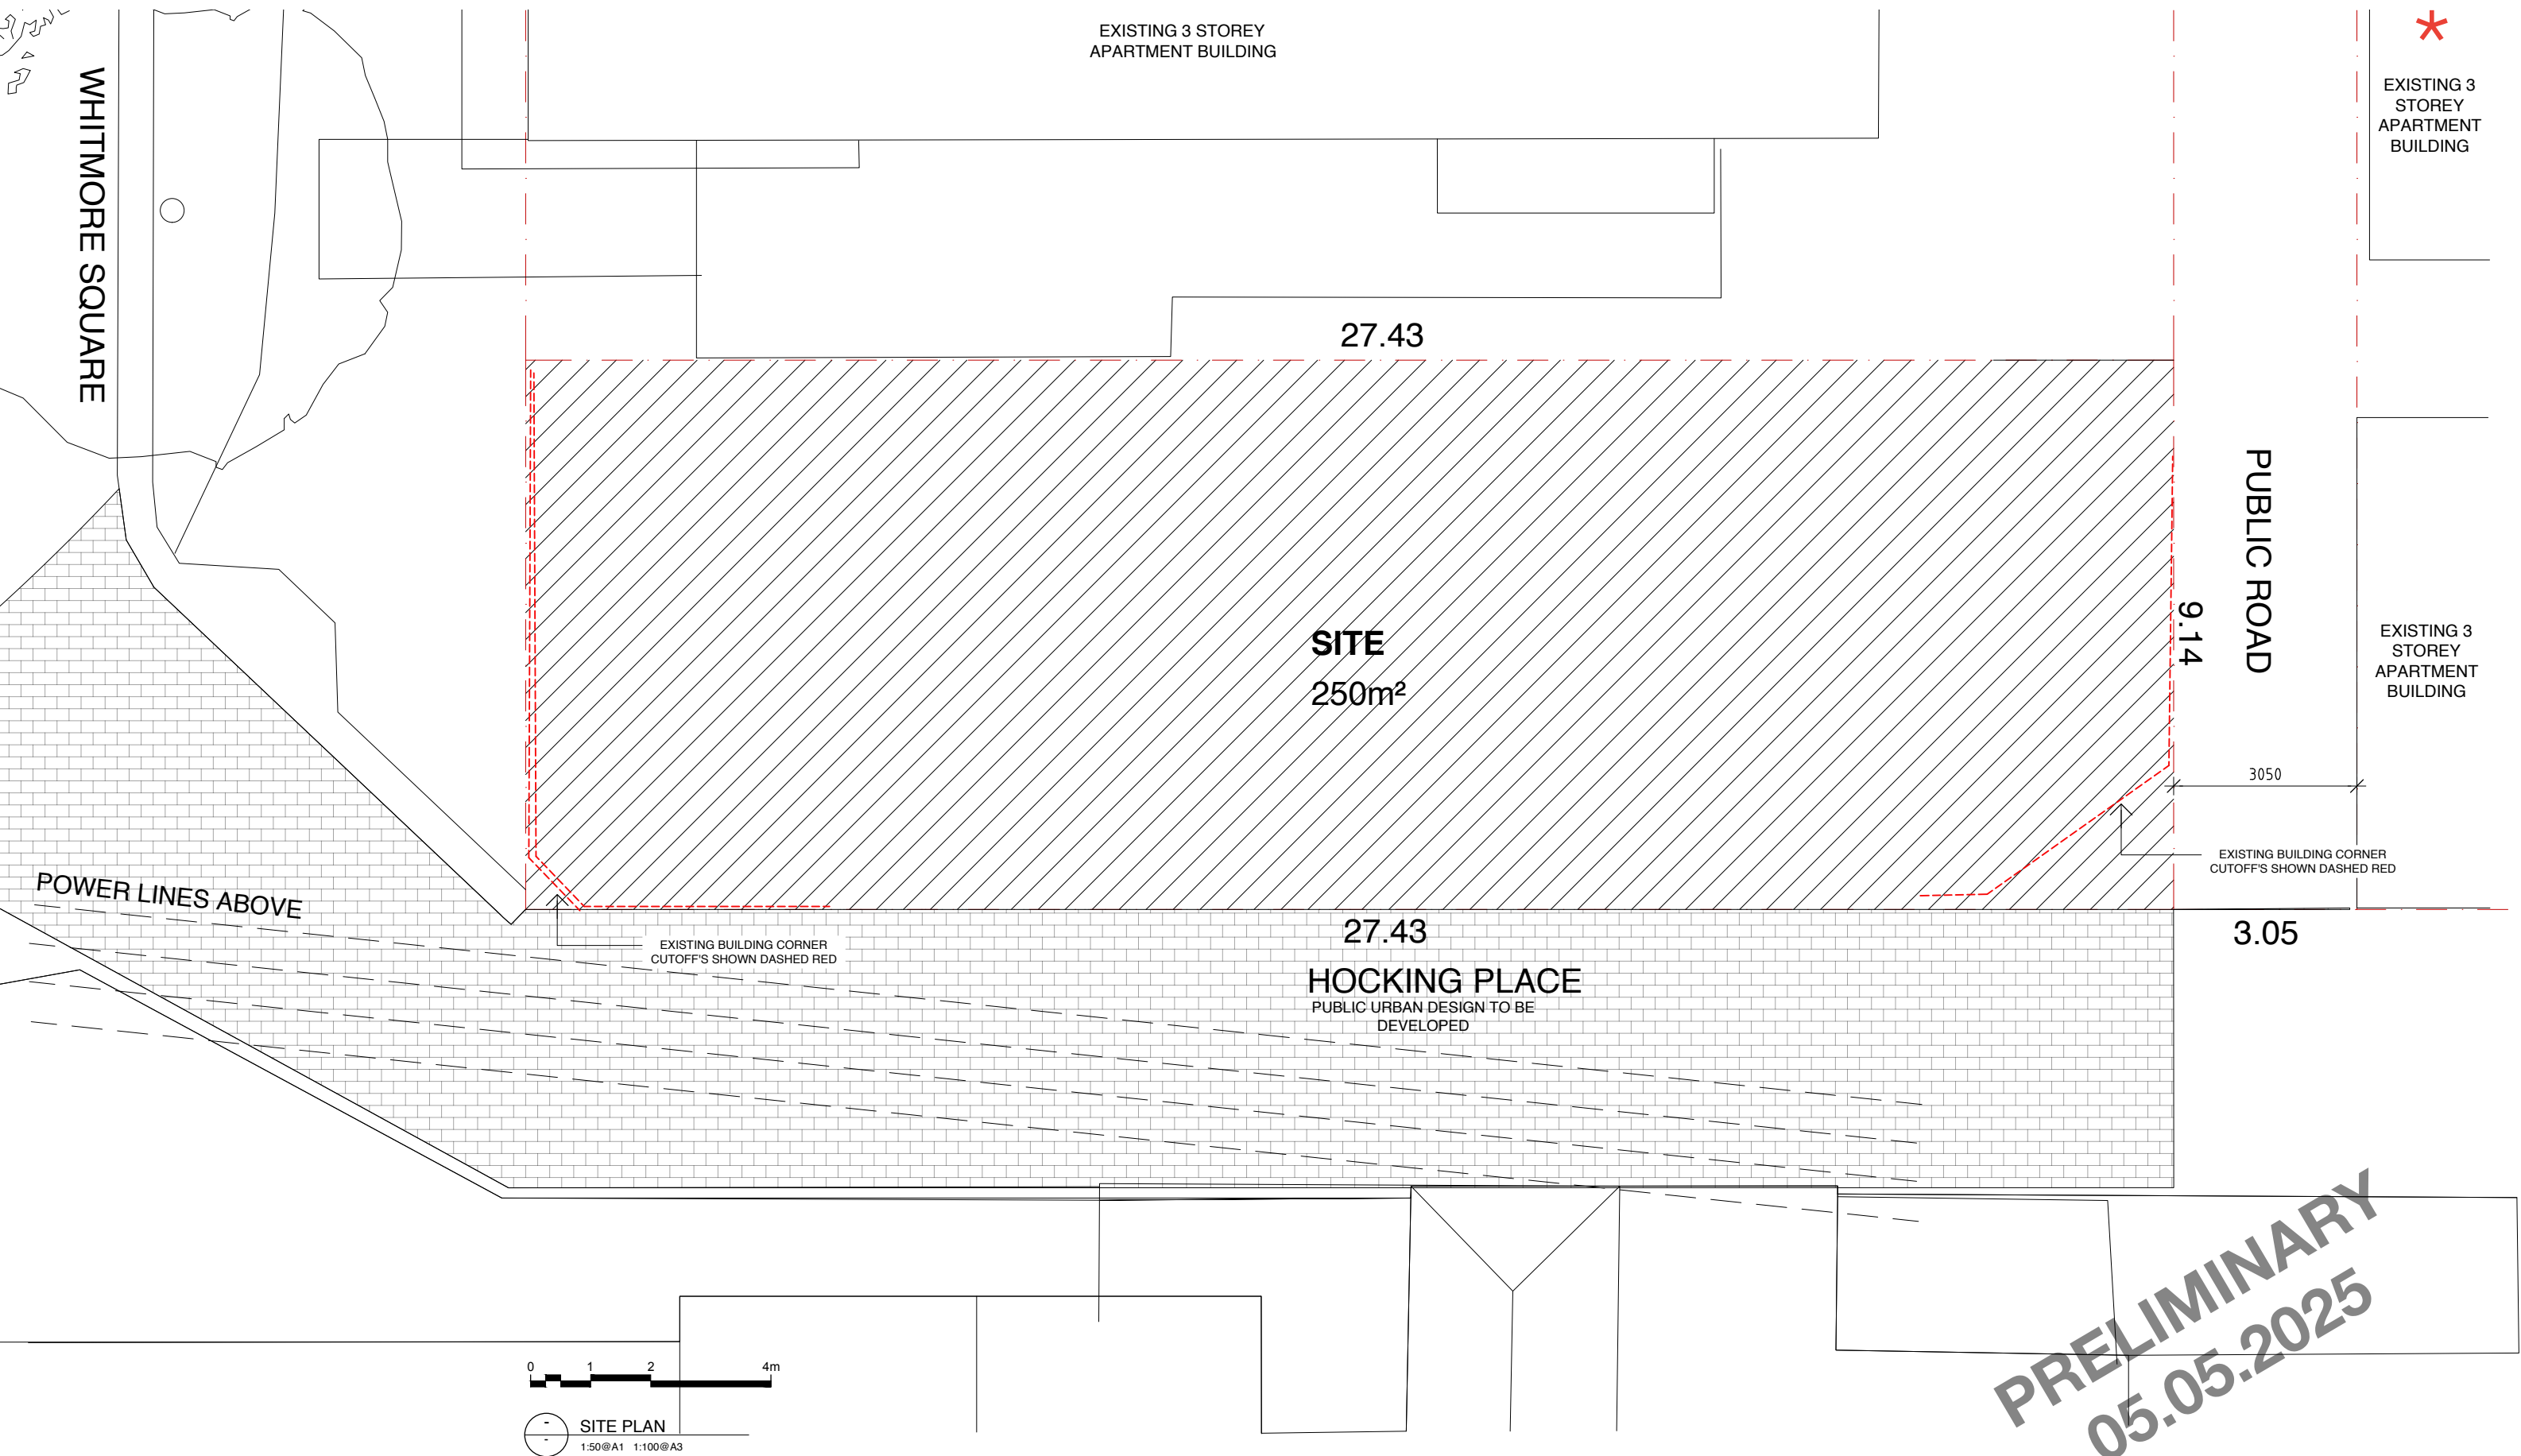 EXISTING 3 STOREY
APARTMENT BUILDING
*
EXISTING 3
STOREY
APARTMENT
BUILDING
WHITMORE SQUARE
27.43
PUBLIC ROAD
9.14
SITE
250m²
EXISTING 3
STOREY
APARTMENT
BUILDING
3050
EXISTING BUILDING CORNER
CUTOFF'S SHOWN DASHED RED
POWER LINES ABOVE
EXISTING BUILDING CORNER
CUTOFF'S SHOWN DASHED RED
27.43
3.05
HOCKING PLACE
PUBLIC URBAN DESIGN TO BE
DEVELOPED
PRELIMINARY
05.05.2025
0 1 2 4m
-
-
SITE PLAN
1:50@A1 1:100@A3